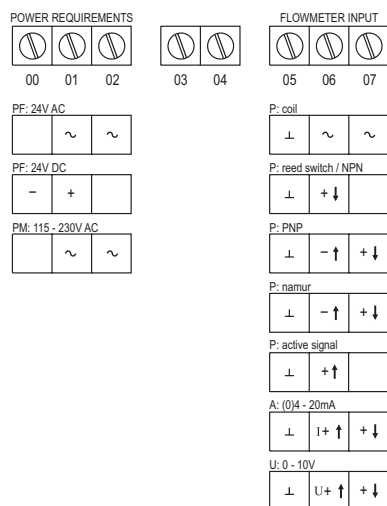 POWER REQUIREMENTS
00 01 02
03 04
FLOWMETER INPUT
05 06 07
PF: 24V AC
~ ~
PF: 24V DC
− +
PM: 115 - 230V AC
~ ~
P: coil
⊥ ~ ~
P: reed switch / NPN
⊥ +↓
P: PNP
⊥ −↑ +↓
P: namur
⊥ −↑ +↓
P: active signal
⊥ +↑
A: (0)4 - 20mA
⊥ I+ ↑ +↓
U: 0 - 10V
⊥ U+ ↑ +↓